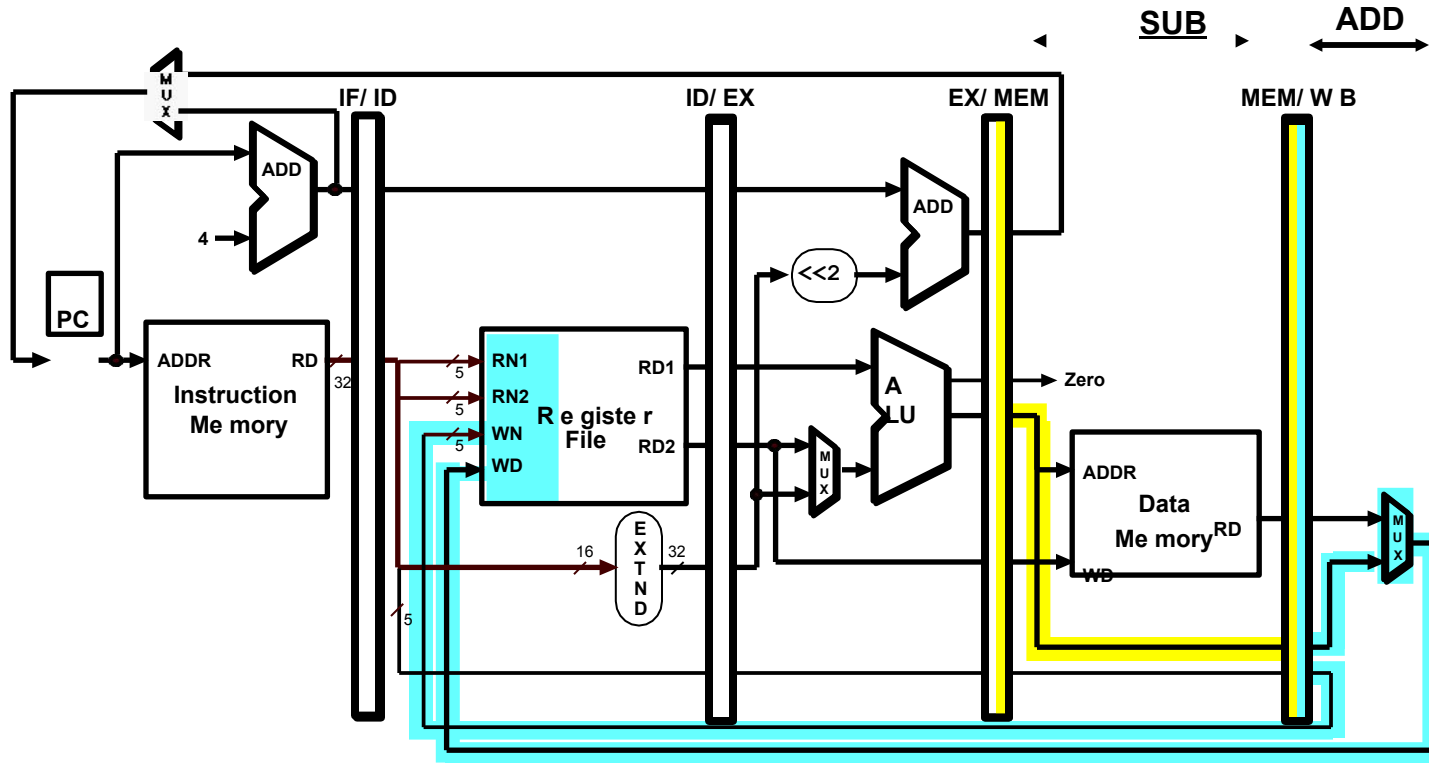 SUB
ADD
M
U
X
IF/ ID
ID/ EX
EX/ MEM
MEM/ W B
ADD
4
ADD
<<2
PC
ADDR
RD
32
Instruction
Me mory
5
RN1
5
RN2
5
WN
WD
R e giste r
File
RD1
RD2
M
U
X
A
LU
Zero
ADDR
Data
Me mory
RD
WD
M
U
X
16
E
X
T
N
D
32
5